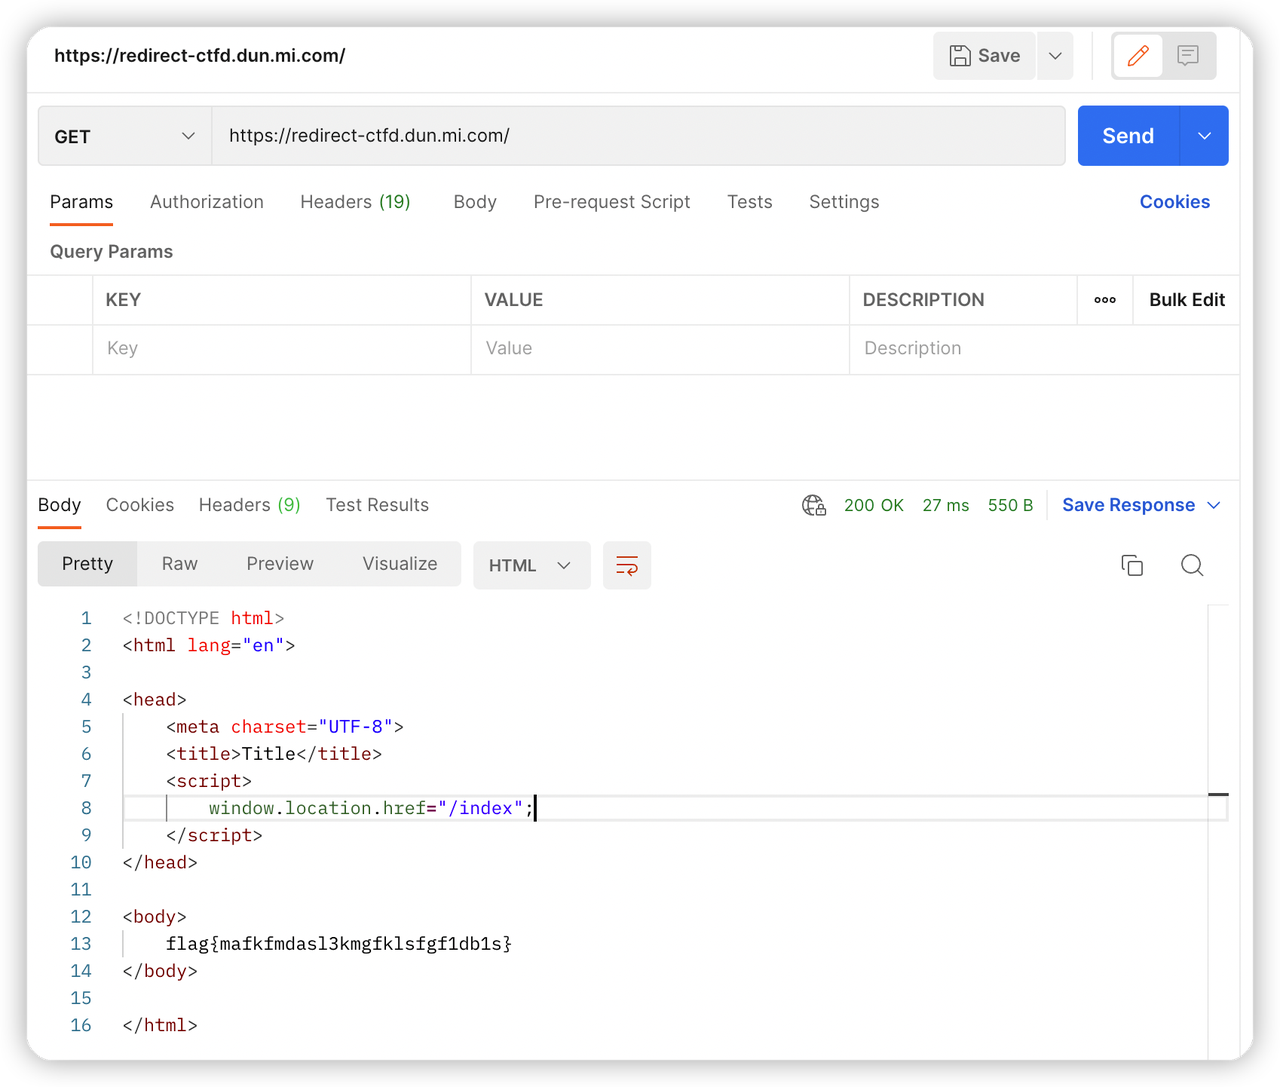 https://redirect-ctfd.dun.mi.com/
Save
GET
https://redirect-ctfd.dun.mi.com/
Send
Params Authorization Headers (19) Body Pre-request Script Tests Settings Cookies
Query Params
KEY VALUE DESCRIPTION ooo Bulk Edit
Key Value Description
Body Cookies Headers (9) Test Results 200 OK 27 ms 550 B Save Response
Pretty Raw Preview Visualize HTML
1 <!DOCTYPE html>
2 <html lang="en">
3
4 <head>
5 <meta charset="UTF-8">
6 <title>Title</title>
7 <script>
8 window.location.href="/index";
9 </script>
10 </head>
11
12 <body>
13 flag{mafkfmdasl3kmgfklsfgf1db1s}
14 </body>
15
16 </html>